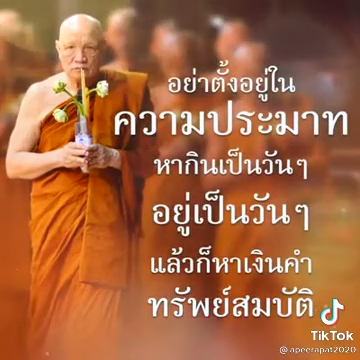 อย่าตั้งอยู่ใน
ความประมาท
หากินเป็นวันๆ
อยู่เป็นวันๆ
แล้วก็หาเงินคำ
ทรัพย์สมบัติ
TikTok
@apeerapat2020